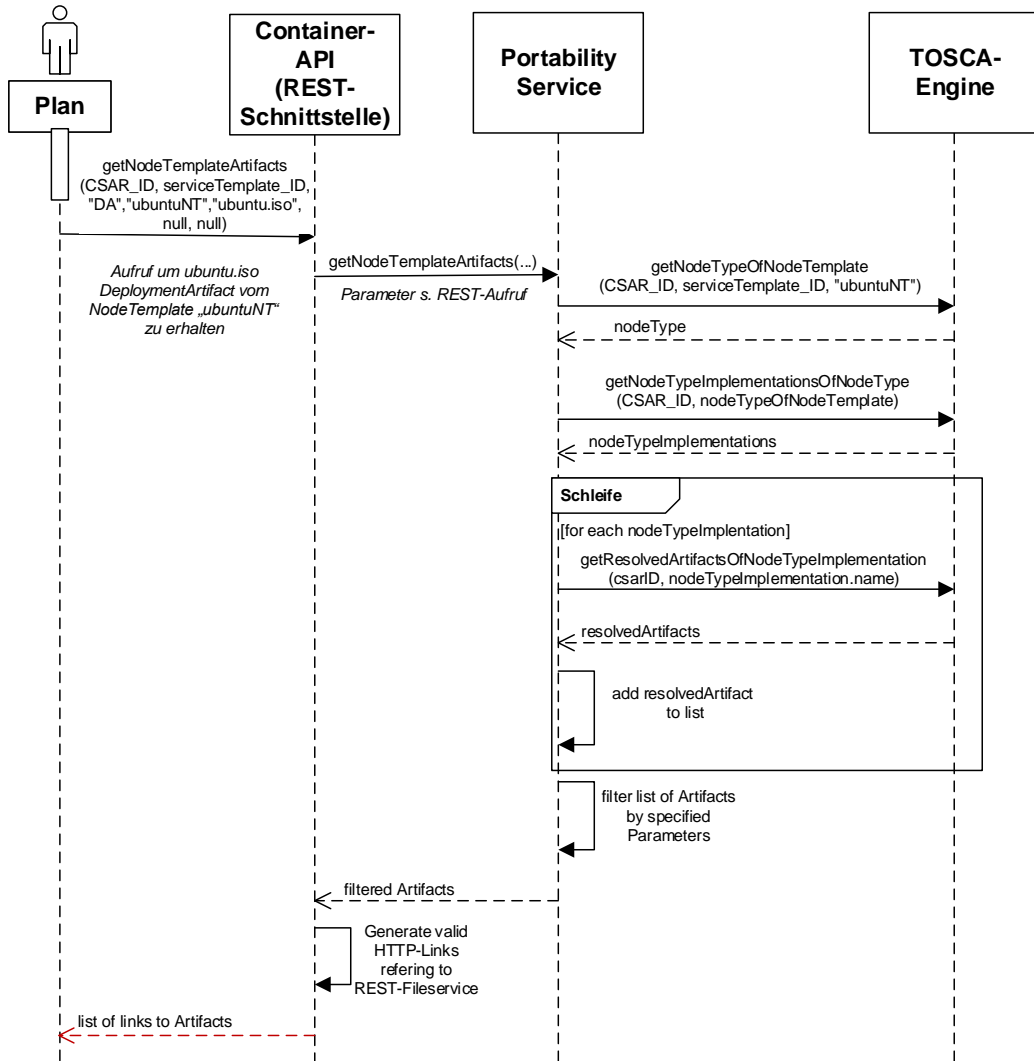 Plan
Container-
API
(REST-
Schnittstelle)
Portability
Service
TOSCA-
Engine
getNodeTemplateArtifacts
(CSAR_ID, serviceTemplate_ID,
"DA","ubuntuNT","ubuntu.iso",
null, null)
Aufruf um ubuntu.iso
DeploymentArtifact vom
NodeTemplate „ubuntuNT“
zu erhalten
getNodeTemplateArtifacts(...)
Parameter s. REST-Aufruf
getNodeTypeOfNodeTemplate
(CSAR_ID, serviceTemplate_ID, "ubuntuNT")
nodeType
getNodeTypeImplementationsOfNodeType
(CSAR_ID, nodeTypeOfNodeTemplate)
nodeTypeImplementations
Schleife
[for each nodeTypeImplentation]
getResolvedArtifactsOfNodeTypeImplementation
(csarID, nodeTypeImplementation.name)
resolvedArtifacts
add resolvedArtifact
to list
filter list of Artifacts
by specified
Parameters
filtered Artifacts
Generate valid
HTTP-Links
refering to
REST-Fileservice
list of links to Artifacts